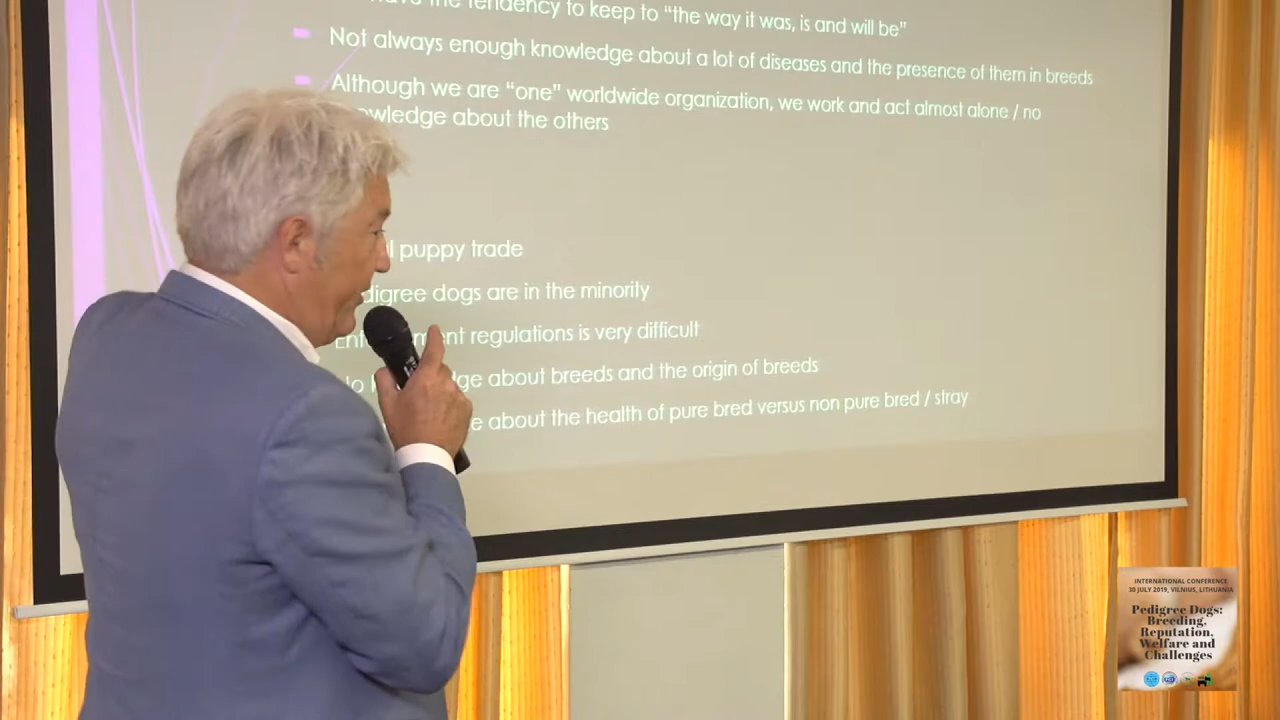 the tendency to keep to “the way it was, is and will be”
Not always enough knowledge about a lot of diseases and the presence of them in breeds
Although we are “one” worldwide organization, we work and act almost alone / no
wledge about the others
l puppy trade
digree dogs are in the minority
Ent ment regulations is very difficult
ge about breeds and the origin of breeds
e about the health of pure bred versus non pure bred / stray
INTERNATIONAL CONFERENCE
30 JULY 2019, VILNIUS, LITHUANIA
Pedigree Dogs:
Breeding,
Reputation,
Welfare and
Challenges